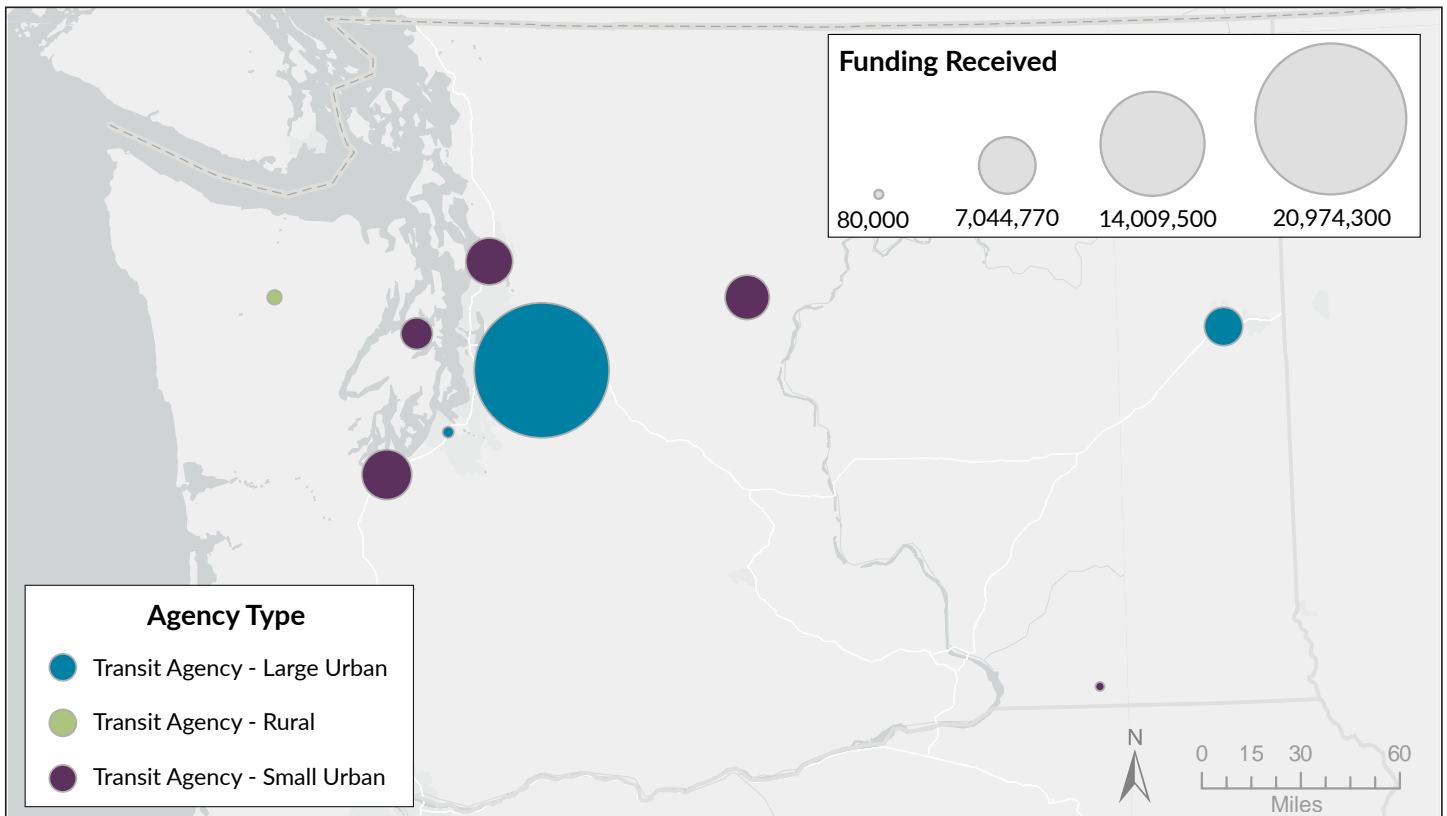 Funding Received
80,000
7,044,770
14,009,500
20,974,300
Agency Type
Transit Agency - Large Urban
Transit Agency - Rural
Transit Agency - Small Urban
N
0 15 30 60
Miles